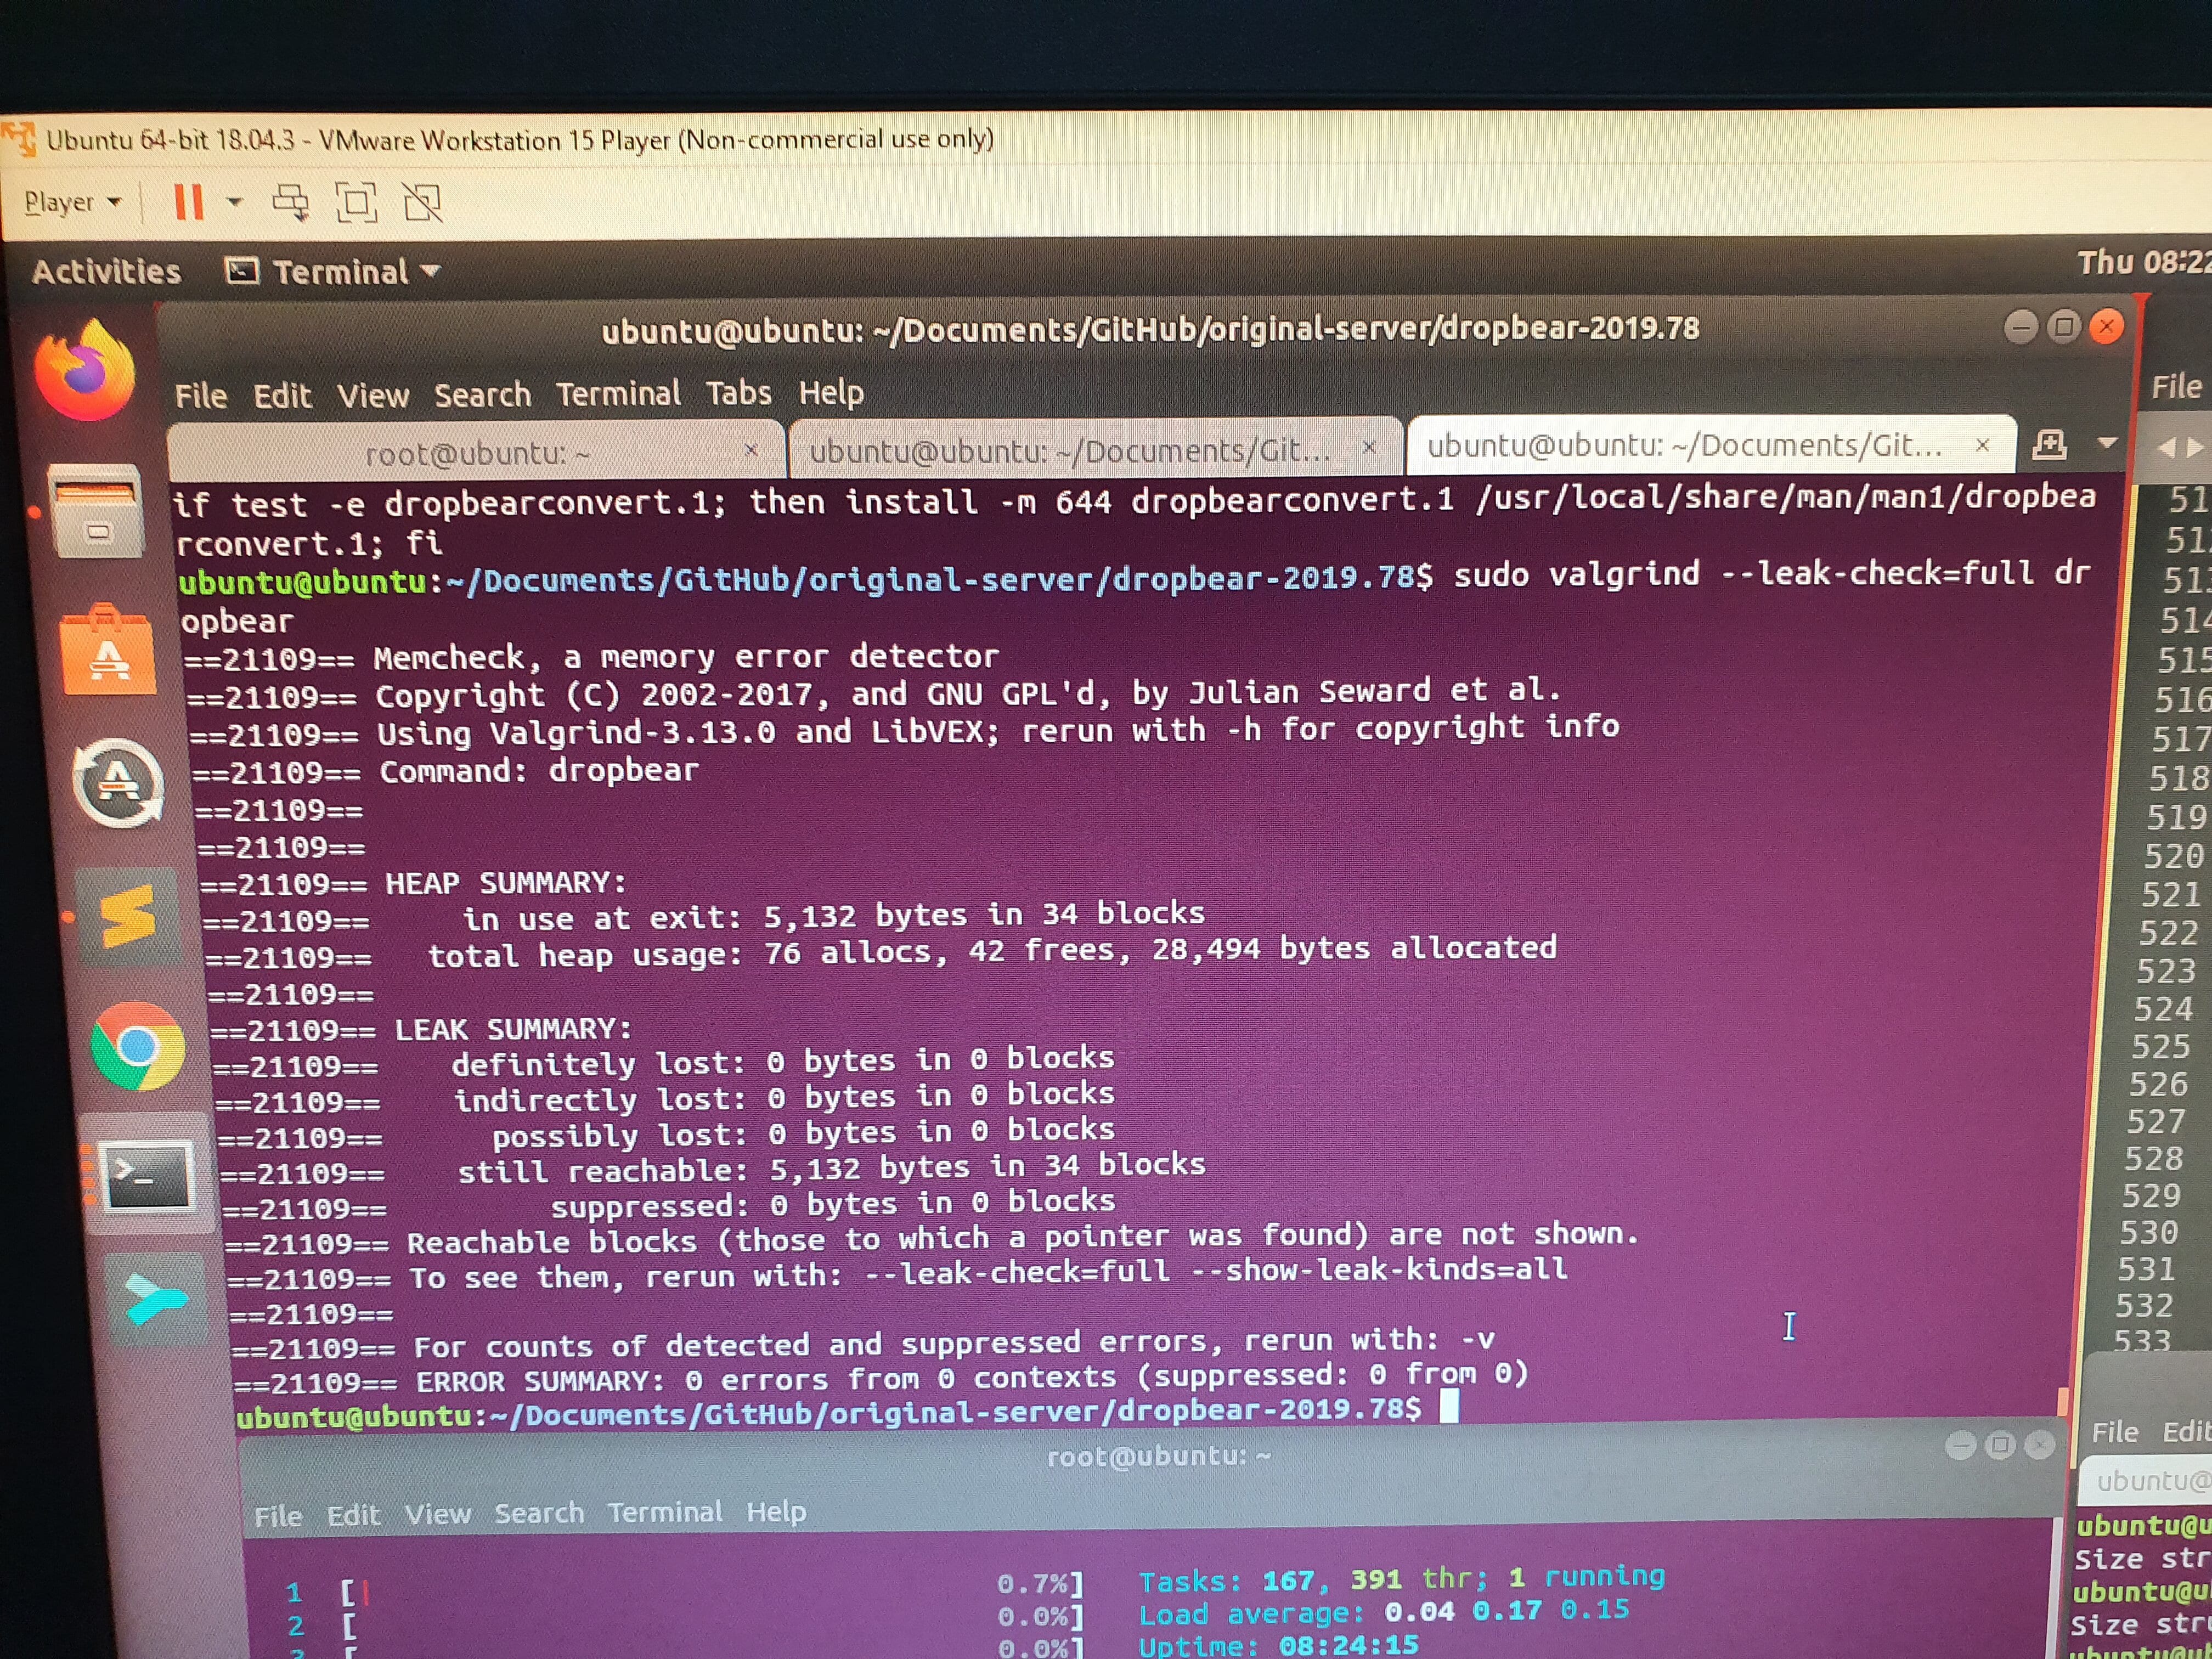 Ubuntu 64-bit 18.04.3 - VMware Workstation 15 Player (Non-commercial use only)
Player
Activities Terminal Thu 08:22
ubuntu@ubuntu: ~/Documents/GitHub/original-server/dropbear-2019.78
File Edit View Search Terminal Tabs Help
root@ubuntu: ~ × ubuntu@ubuntu: ~/Documents/Git... × ubuntu@ubuntu: ~/Documents/Git... ×
if test -e dropbearconvert.1; then install -m 644 dropbearconvert.1 /usr/local/share/man/man1/dropbea
rconvert.1; fi
ubuntu@ubuntu:~/Documents/GitHub/original-server/dropbear-2019.78$ sudo valgrind --leak-check=full dr
opbear
==21109== Memcheck, a memory error detector
==21109== Copyright (C) 2002-2017, and GNU GPL'd, by Julian Seward et al.
==21109== Using Valgrind-3.13.0 and LibVEX; rerun with -h for copyright info
==21109== Command: dropbear
==21109==
==21109==
==21109== HEAP SUMMARY:
==21109==     in use at exit: 5,132 bytes in 34 blocks
==21109==   total heap usage: 76 allocs, 42 frees, 28,494 bytes allocated
==21109==
==21109== LEAK SUMMARY:
==21109==    definitely lost: 0 bytes in 0 blocks
==21109==    indirectly lost: 0 bytes in 0 blocks
==21109==      possibly lost: 0 bytes in 0 blocks
==21109==    still reachable: 5,132 bytes in 34 blocks
==21109==         suppressed: 0 bytes in 0 blocks
==21109== Reachable blocks (those to which a pointer was found) are not shown.
==21109== To see them, rerun with: --leak-check=full --show-leak-kinds=all
==21109==
==21109== For counts of detected and suppressed errors, rerun with: -v
==21109== ERROR SUMMARY: 0 errors from 0 contexts (suppressed: 0 from 0)
ubuntu@ubuntu:~/Documents/GitHub/original-server/dropbear-2019.78$
root@ubuntu: ~
File Edit View Search Terminal Help
1 [| 0.7%] Tasks: 167, 391 thr; 1 running
2 [ 0.0%] Load average: 0.04 0.17 0.15
3 [ 0.0%] Uptime: 08:24:15
File
514
515
516
517
518
519
520
521
522
523
524
525
526
527
528
529
530
531
532
533
File Edit
ubuntu@
ubuntu@u
Size str
ubuntu@u
Size stru
ubuntu@ub